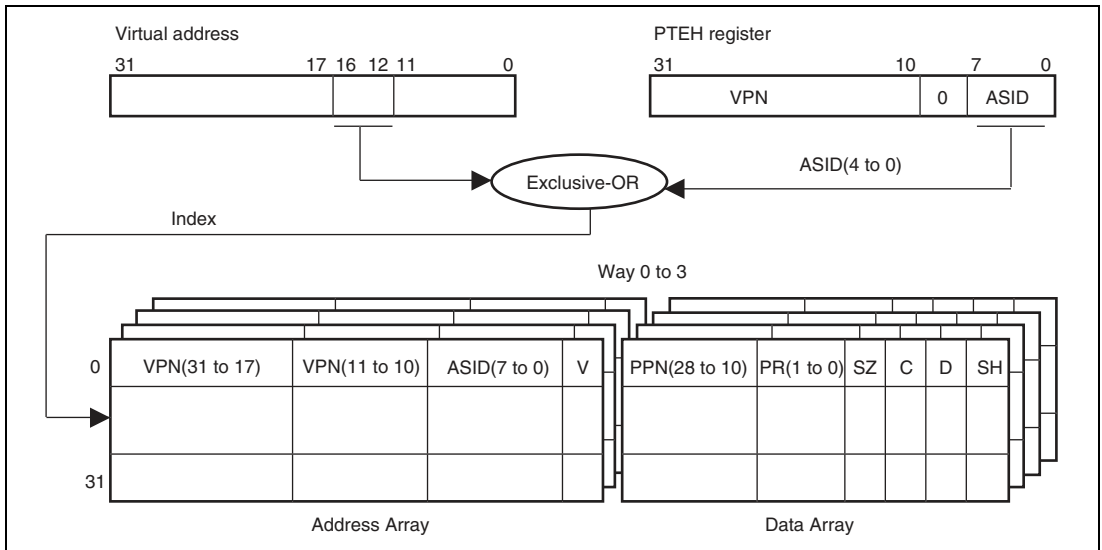 Virtual address
31 17 16 12 11 0
PTEH register
31 10 7 0
VPN 0 ASID
ASID(4 to 0)
Exclusive-OR
Index
Way 0 to 3
0 VPN(31 to 17) VPN(11 to 10) ASID(7 to 0) V PPN(28 to 10) PR(1 to 0) SZ C D SH
31
Address Array
Data Array